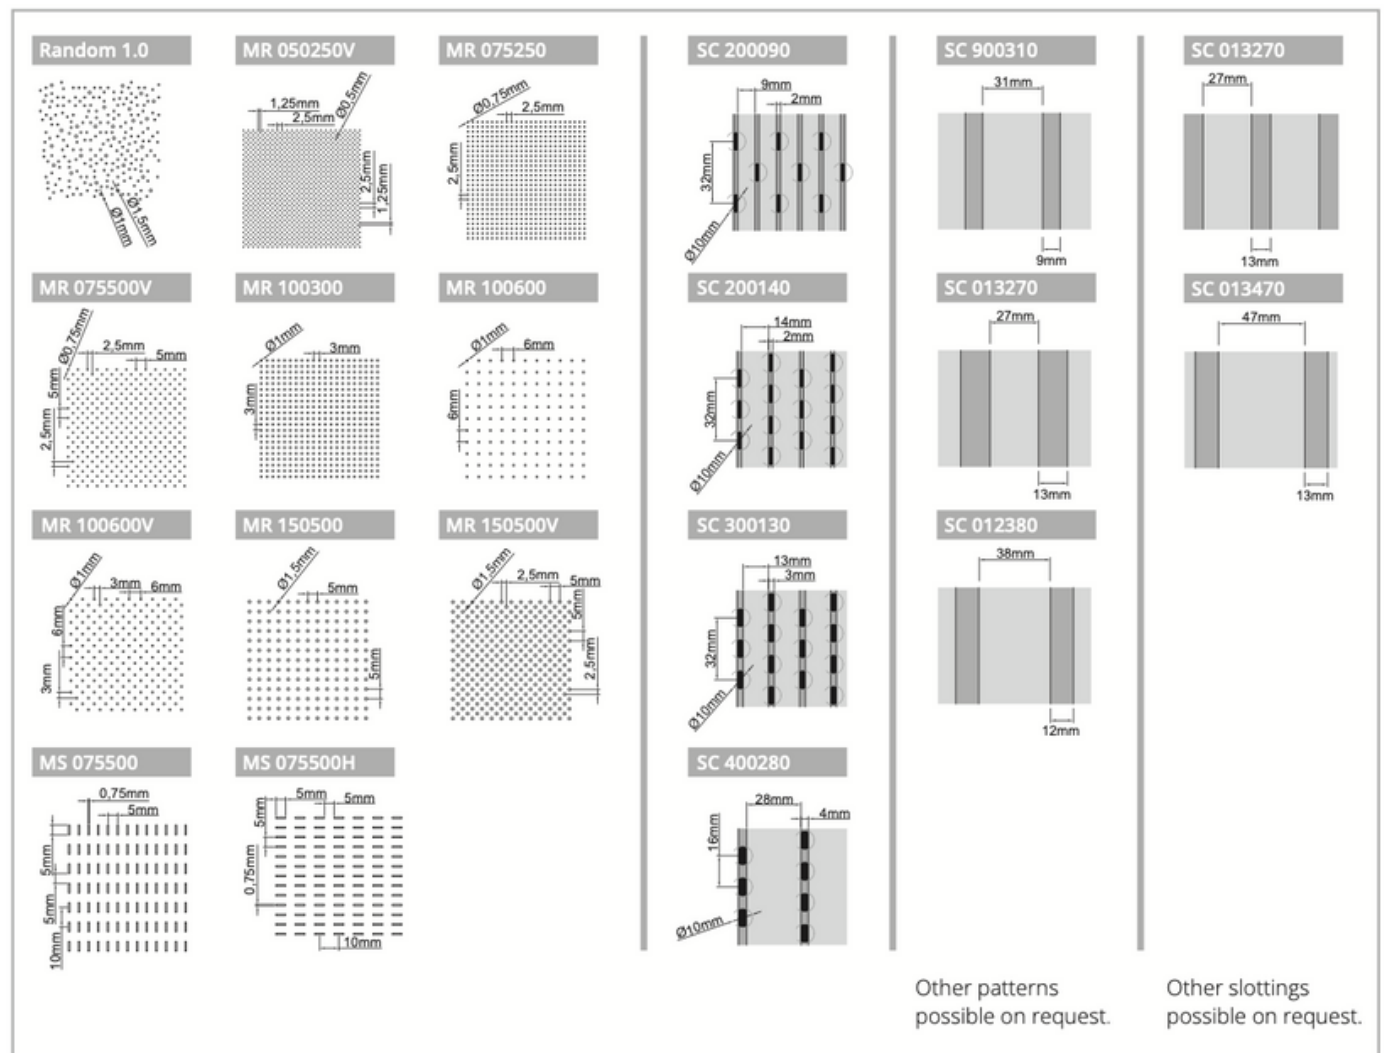 Random 1.0
Ø1mm
Ø1,5mm
MR 050250V
1,25mm
2,5mm
Ø0,5mm
2,5mm
1,25mm
MR 075250
Ø0,75mm
2,5mm
2,5mm
SC 200090
9mm
2mm
32mm
Ø10mm
SC 900310
31mm
9mm
SC 013270
27mm
13mm
MR 075500V
Ø0,75mm
2,5mm
5mm
5mm
2,5mm
MR 100300
Ø1mm
3mm
3mm
MR 100600
Ø1mm
6mm
6mm
SC 200140
14mm
2mm
32mm
Ø10mm
SC 013270
27mm
13mm
SC 013470
47mm
13mm
MR 100600V
Ø1mm
3mm
6mm
6mm
3mm
MR 150500
Ø1,5mm
5mm
5mm
MR 150500V
Ø1,5mm
2,5mm
5mm
5mm
2,5mm
SC 300130
13mm
3mm
32mm
Ø10mm
SC 012380
38mm
12mm
MS 075500
0,75mm
5mm
5mm
5mm
10mm
MS 075500H
5mm
5mm
5mm
0,75mm
10mm
SC 400280
28mm
4mm
16mm
Ø10mm
Other patterns
possible on request.
Other slottings
possible on request.